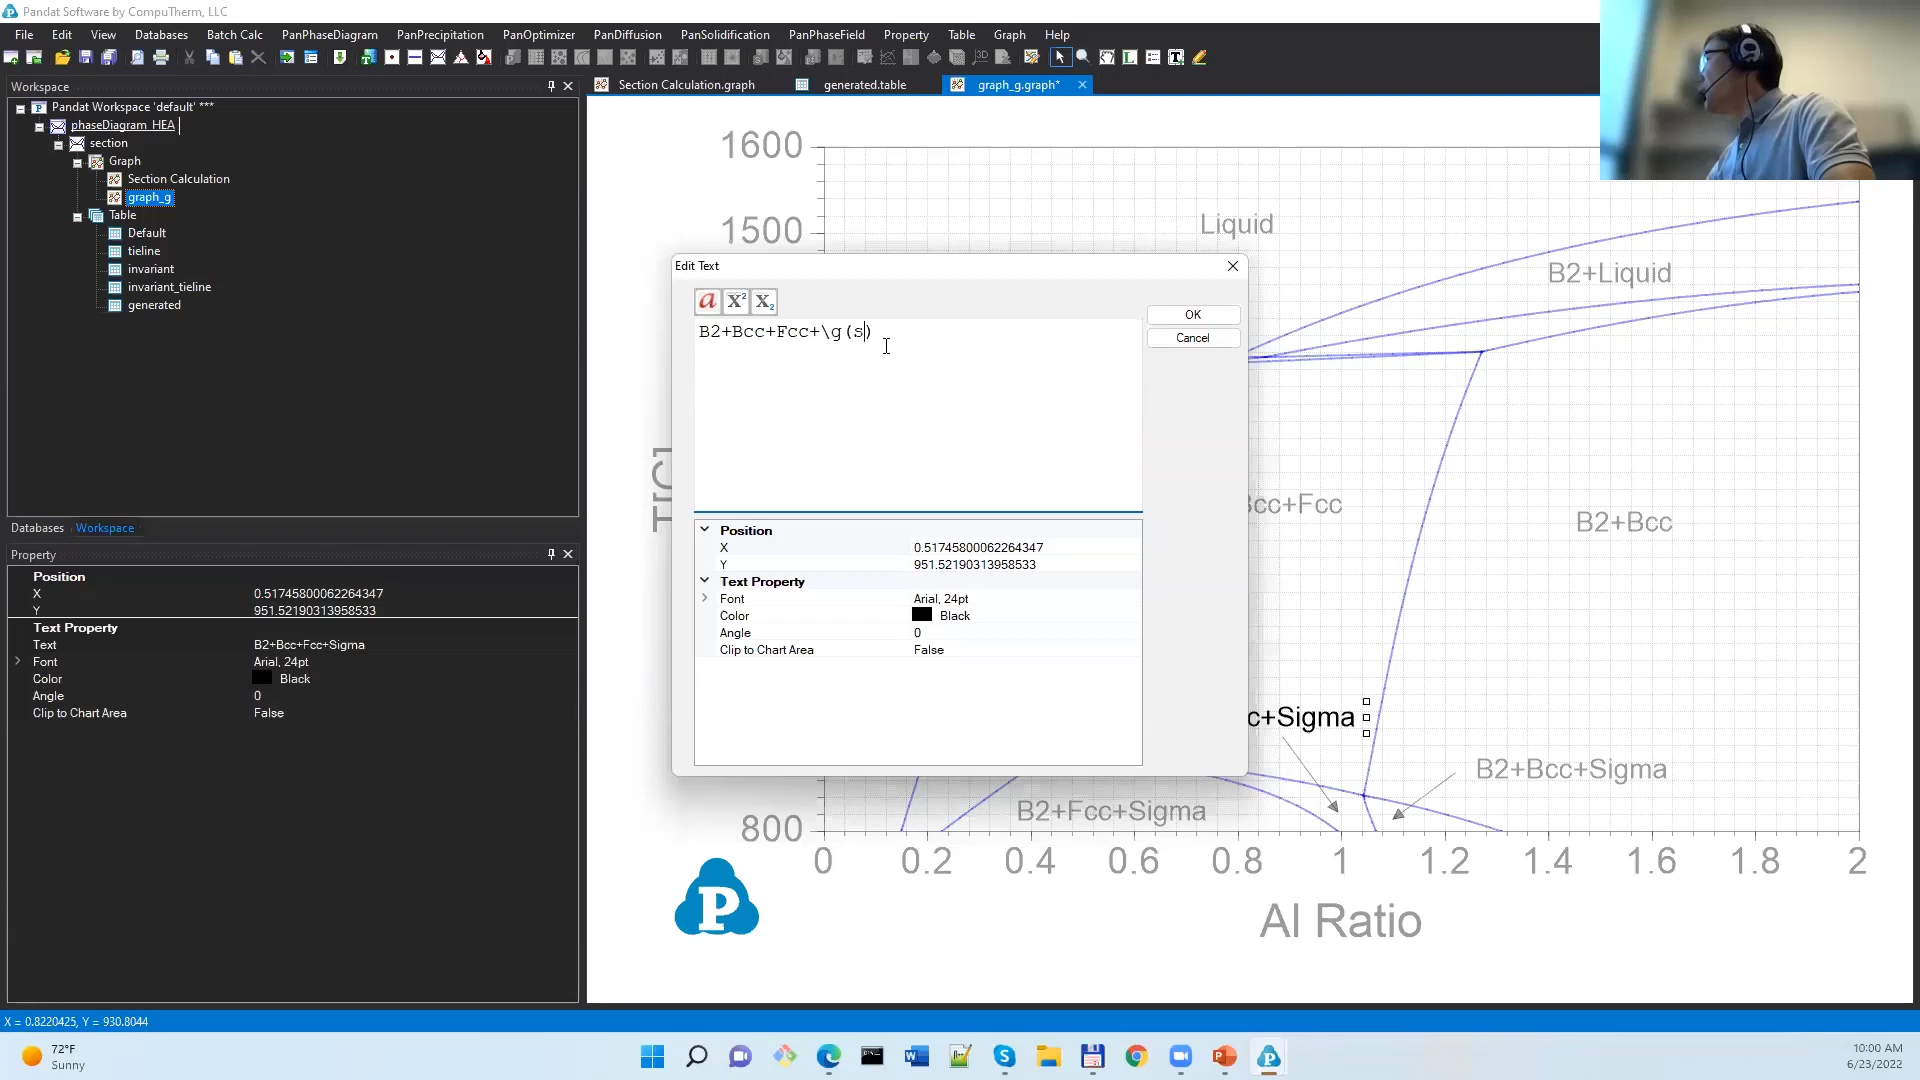 Pandat Software by CompuTherm, LLC
File Edit View Databases Batch Calc PanPhaseDiagram PanPrecipitation PanOptimizer PanDiffusion PanSolidification PanPhaseField Property Table Graph Help
Workspace
Section Calculation.graph
generated.table
graph_g.graph*
Pandat Workspace 'default' ***
phaseDiagram_HEA
section
Graph
Section Calculation
graph_g
Table
Default
tieline
invariant
invariant_tieline
generated
Databases Workspace
Property
Position
X 0.51745800062264347
Y 951.52190313958533
Text Property
Text B2+Bcc+Fcc+Sigma
Font Arial, 24pt
Color Black
Angle 0
Clip to Chart Area False
1600
1500
Liquid
B2+Liquid
Edit Text
a X² X₂
OK
Cancel
B2+Bcc+Fcc+\g(s)
Position
X 0.51745800062264347
Y 951.52190313958533
Text Property
Font Arial, 24pt
Color Black
Angle 0
Clip to Chart Area False
T[C]
Bcc+Fcc
B2+Bcc
c+Sigma
B2+Bcc+Sigma
B2+Fcc+Sigma
800
0 0.2 0.4 0.6 0.8 1 1.2 1.4 1.6 1.8 2
P
Al Ratio
X = 0.8220425, Y = 930.8044
72°F
Sunny
10:00 AM
6/23/2022